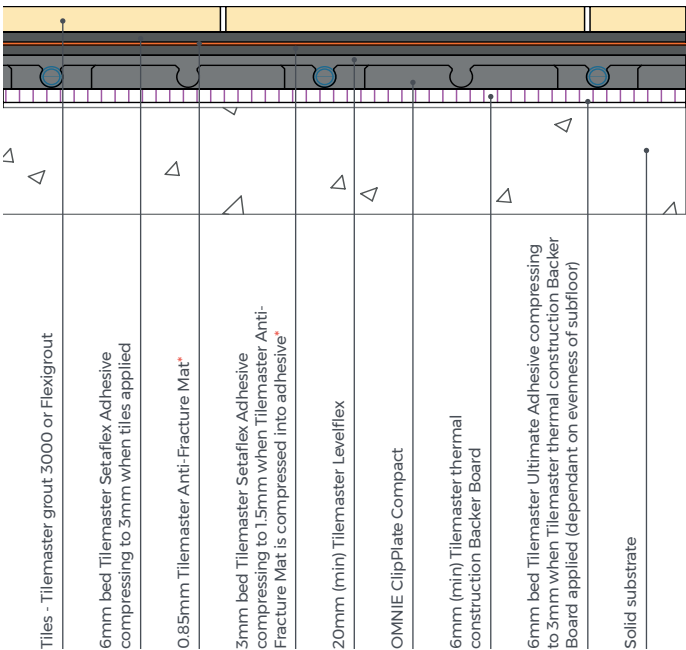 Tiles - Tilemaster grout 3000 or Flexigrout
6mm bed Tilemaster Setaflex Adhesive
compressing to 3mm when tiles applied
0.85mm Tilemaster Anti-Fracture Mat*
3mm bed Tilemaster Setaflex Adhesive
compressing to 1.5mm when Tilemaster Anti-
Fracture Mat is compressed into adhesive*
20mm (min) Tilemaster Levelflex
OMNIE ClipPlate Compact
6mm (min) Tilemaster thermal
construction Backer Board
6mm bed Tilemaster Ultimate Adhesive compressing
to 3mm when Tilemaster thermal construction Backer
Board applied (dependant on evenness of subfloor)
Solid substrate